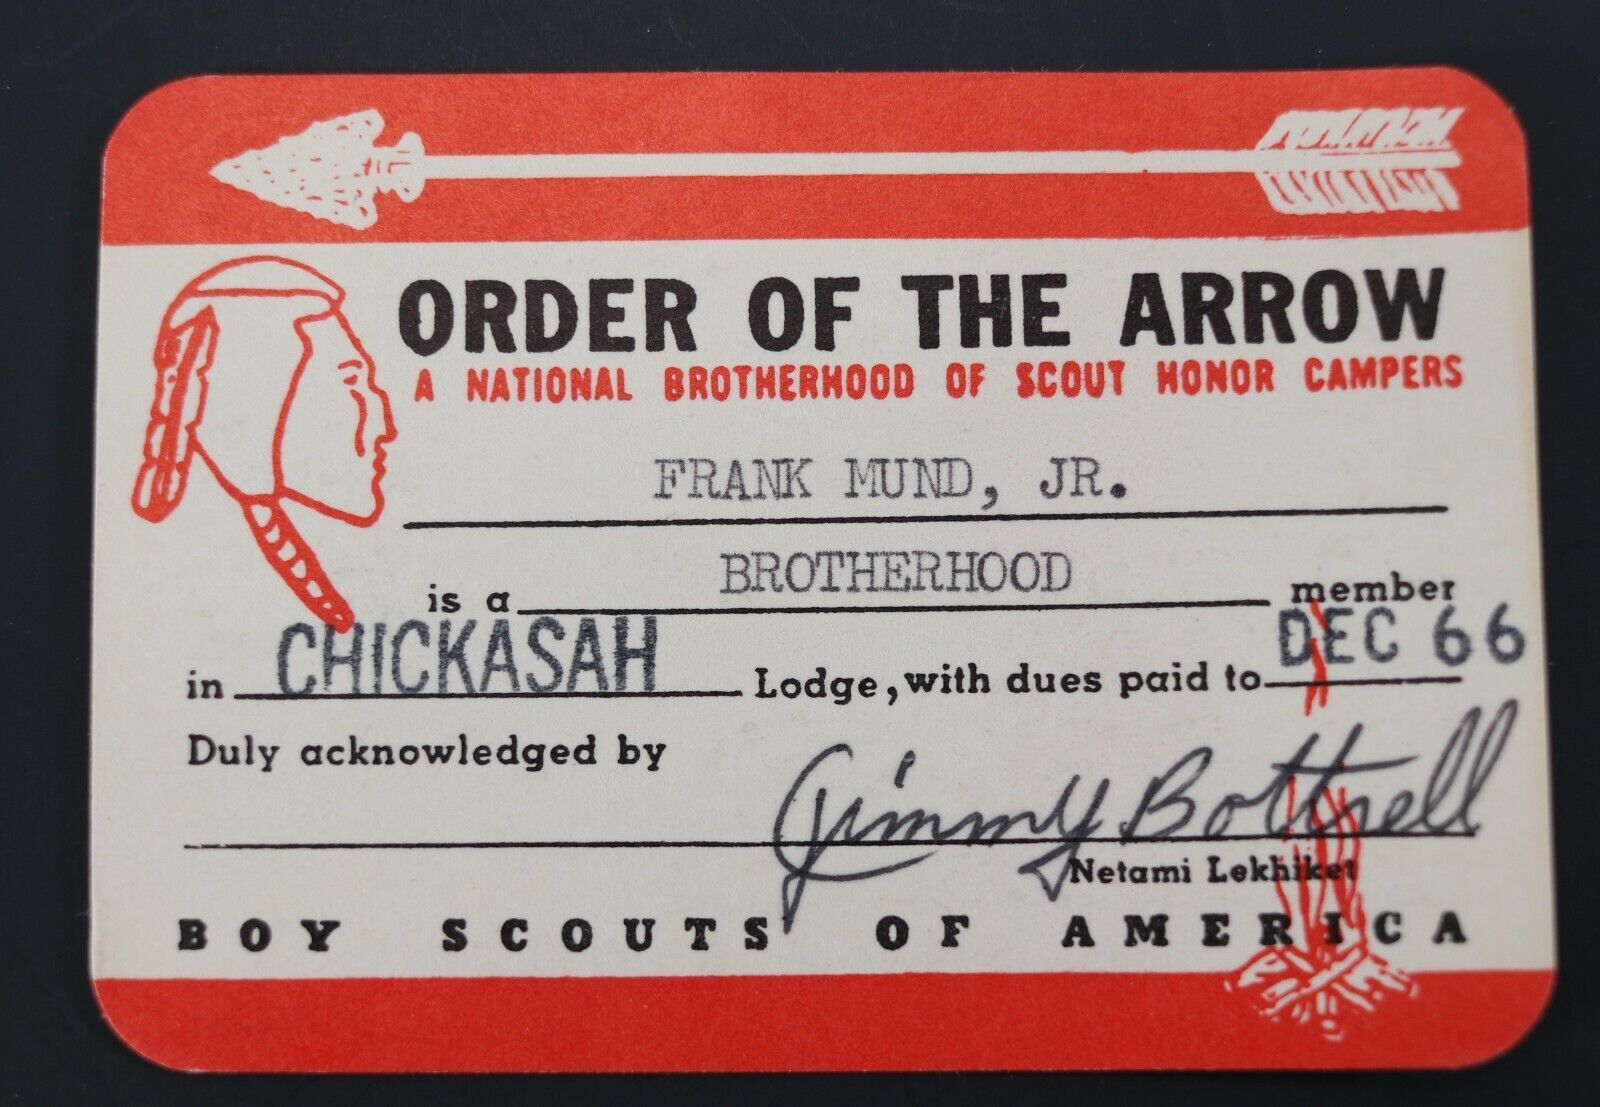 ORDER OF THE ARROW
A NATIONAL BROTHERHOOD OF SCOUT HONOR CAMPERS
FRANK MUND, JR.
is a BROTHERHOOD member
in CHICKASAH Lodge, with dues paid to DEC 66
Duly acknowledged by
Jimmy Bottrell
Netami Lekhiket
BOY SCOUTS OF AMERICA